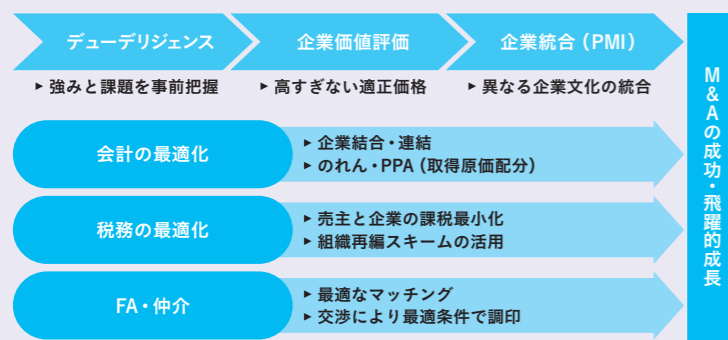 デューデリジェンス
企業価値評価
企業統合（PMI）
▶ 強みと課題を事前把握
▶ 高すぎない適正価格
▶ 異なる企業文化の統合
会計の最適化
▶ 企業結合・連結
▶ のれん・PPA（取得原価配分）
税務の最適化
▶ 売主と企業の課税最小化
▶ 組織再編スキームの活用
FA・仲介
▶ 最適なマッチング
▶ 交渉により最適条件で調印
M&Aの成功・飛躍的成長